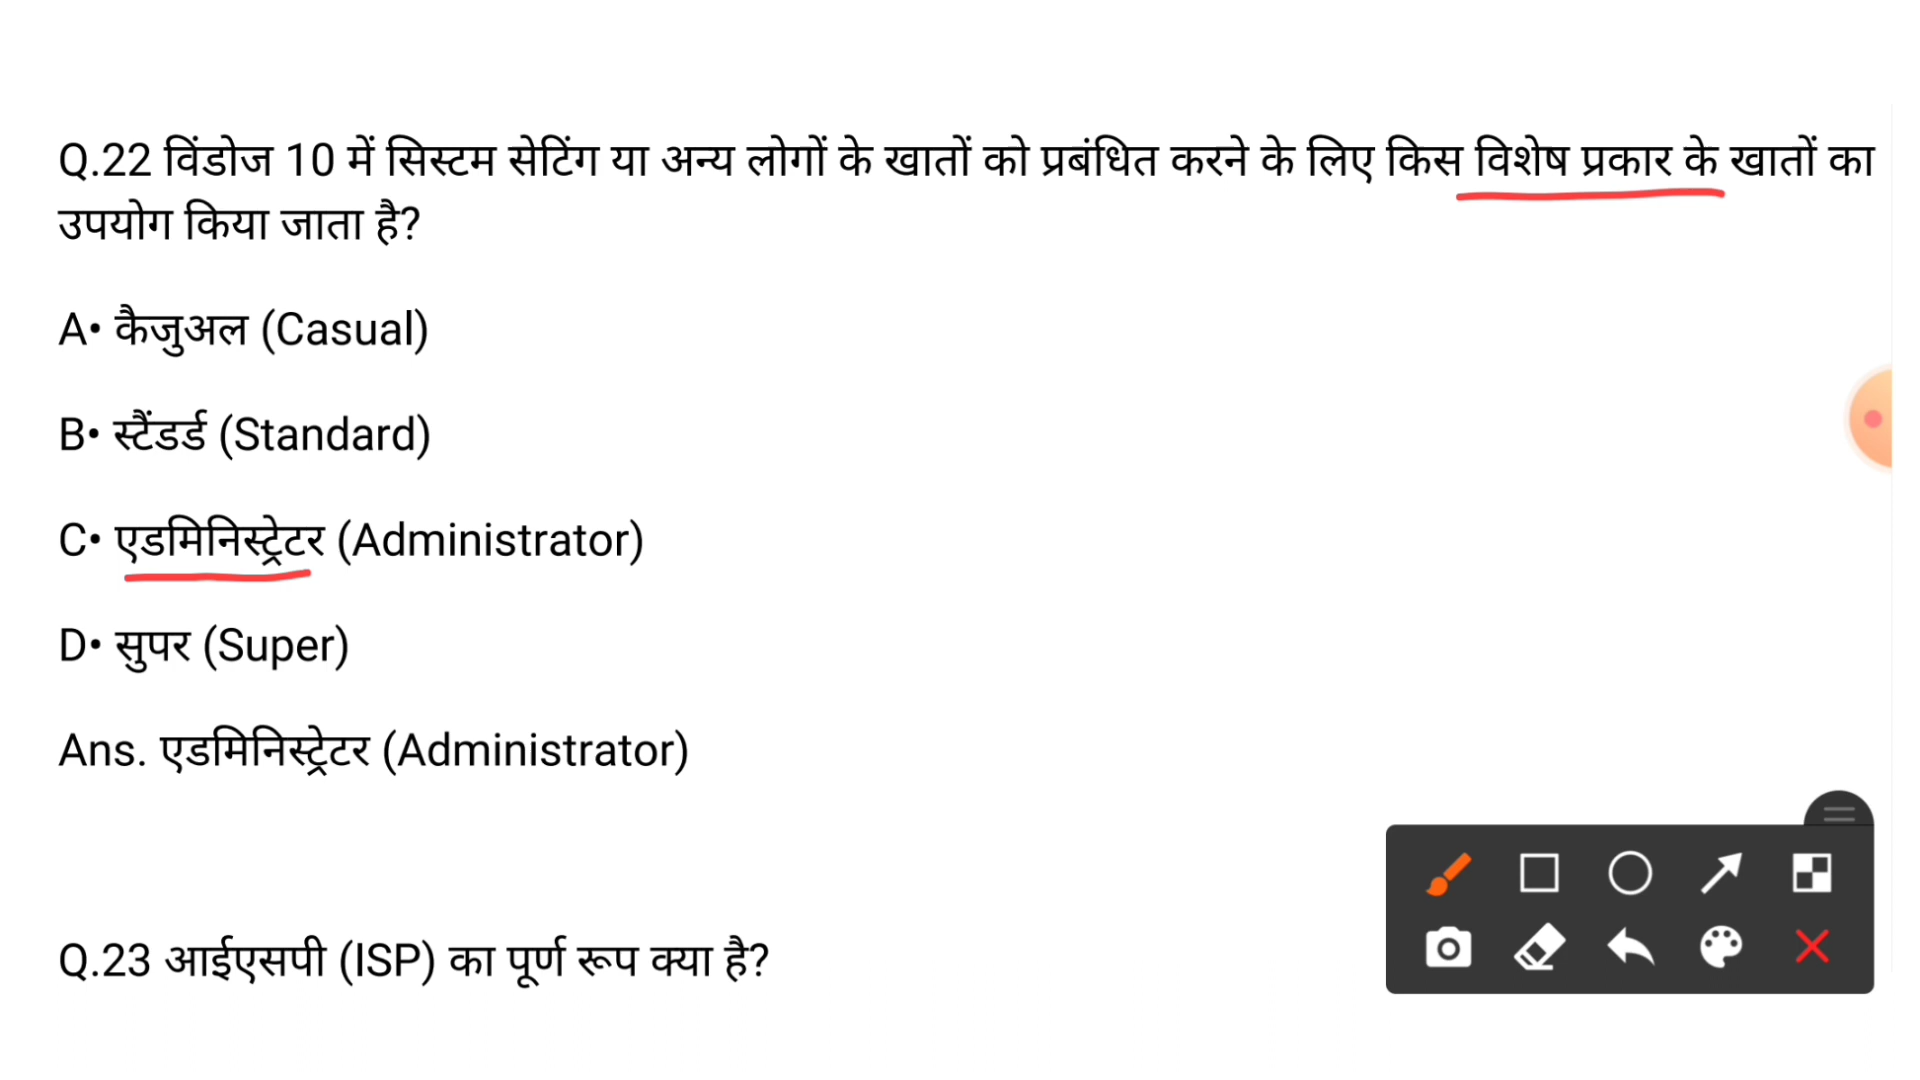 Q.22 विंडोज 10 में सिस्टम सेटिंग या अन्य लोगों के खातों को प्रबंधित करने के लिए किस विशेष प्रकार के खातों का
उपयोग किया जाता है?
A• कैजुअल (Casual)
B• स्टैंडर्ड (Standard)
C• एडमिनिस्ट्रेटर (Administrator)
D• सुपर (Super)
Ans. एडमिनिस्ट्रेटर (Administrator)
Q.23 आईएसपी (ISP) का पूर्ण रूप क्या है?